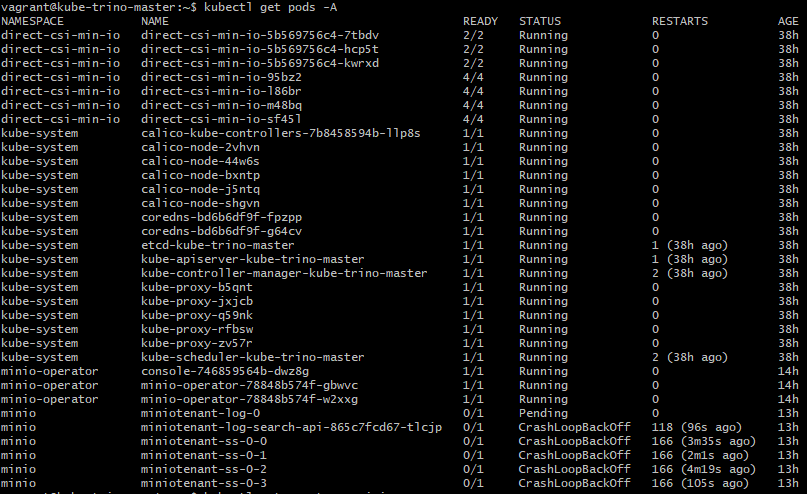 vagrant@kube-trino-master:~$ kubectl get pods -A
NAMESPACE NAME READY STATUS RESTARTS AGE
direct-csi-min-io direct-csi-min-io-5b569756c4-7tbdv 2/2 Running 0 38h
direct-csi-min-io direct-csi-min-io-5b569756c4-hcp5t 2/2 Running 0 38h
direct-csi-min-io direct-csi-min-io-5b569756c4-kwrxd 2/2 Running 0 38h
direct-csi-min-io direct-csi-min-io-95bz2 4/4 Running 0 38h
direct-csi-min-io direct-csi-min-io-l86br 4/4 Running 0 38h
direct-csi-min-io direct-csi-min-io-m48bq 4/4 Running 0 38h
direct-csi-min-io direct-csi-min-io-sf45l 4/4 Running 0 38h
kube-system calico-kube-controllers-7b8458594b-llp8s 1/1 Running 0 38h
kube-system calico-node-2vhvn 1/1 Running 0 38h
kube-system calico-node-44w6s 1/1 Running 0 38h
kube-system calico-node-bxntp 1/1 Running 0 38h
kube-system calico-node-j5ntq 1/1 Running 0 38h
kube-system calico-node-shgvn 1/1 Running 0 38h
kube-system coredns-bd6b6df9f-fpzpp 1/1 Running 0 38h
kube-system coredns-bd6b6df9f-g64cv 1/1 Running 0 38h
kube-system etcd-kube-trino-master 1/1 Running 1 (38h ago) 38h
kube-system kube-apiserver-kube-trino-master 1/1 Running 1 (38h ago) 38h
kube-system kube-controller-manager-kube-trino-master 1/1 Running 2 (38h ago) 38h
kube-system kube-proxy-b5qnt 1/1 Running 0 38h
kube-system kube-proxy-jxjcb 1/1 Running 0 38h
kube-system kube-proxy-q59nk 1/1 Running 0 38h
kube-system kube-proxy-rfbsw 1/1 Running 0 38h
kube-system kube-proxy-zv57r 1/1 Running 0 38h
kube-system kube-scheduler-kube-trino-master 1/1 Running 2 (38h ago) 38h
minio-operator console-746859564b-dwz8g 1/1 Running 0 14h
minio-operator minio-operator-78848b574f-gbwvc 1/1 Running 0 14h
minio-operator minio-operator-78848b574f-w2xxg 1/1 Running 0 14h
minio miniotenant-log-0 0/1 Pending 0 13h
minio miniotenant-log-search-api-865c7fcd67-tlcjp 0/1 CrashLoopBackOff 118 (96s ago) 13h
minio miniotenant-ss-0-0 0/1 CrashLoopBackOff 166 (3m35s ago) 13h
minio miniotenant-ss-0-1 0/1 CrashLoopBackOff 166 (2m1s ago) 13h
minio miniotenant-ss-0-2 0/1 CrashLoopBackOff 166 (4m19s ago) 13h
minio miniotenant-ss-0-3 0/1 CrashLoopBackOff 166 (105s ago) 13h